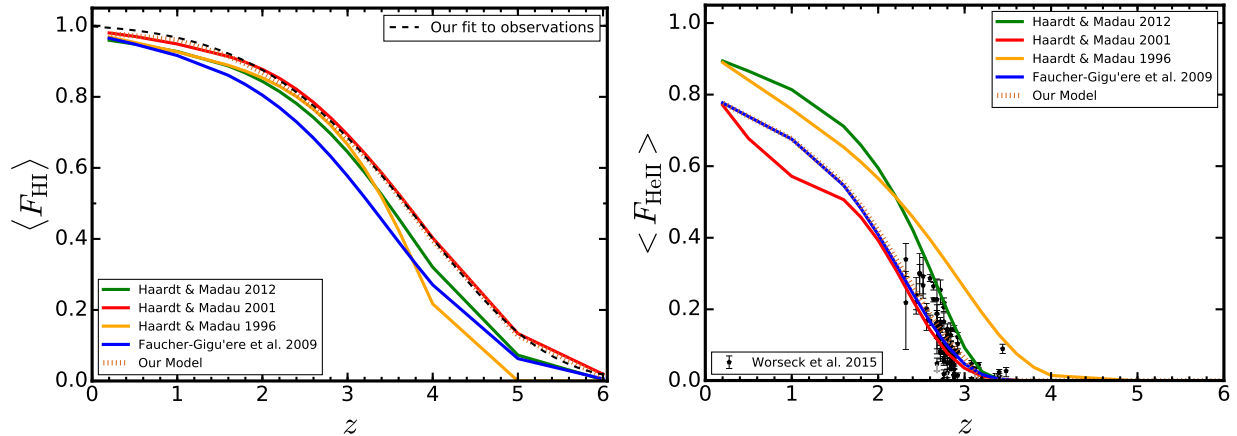 1.0
0.8
0.6
0.4
0.2
0.0
⟨F_HI⟩
Our fit to observations
Haardt & Madau 2012
Haardt & Madau 2001
Haardt & Madau 1996
Faucher-Gigu'ere et al. 2009
Our Model
0 1 2 3 4 5 6
z
1.0
0.8
0.6
0.4
0.2
0.0
< F_HeII >
Haardt & Madau 2012
Haardt & Madau 2001
Haardt & Madau 1996
Faucher-Gigu'ere et al. 2009
Our Model
Worseck et al. 2015
0 1 2 3 4 5 6
z